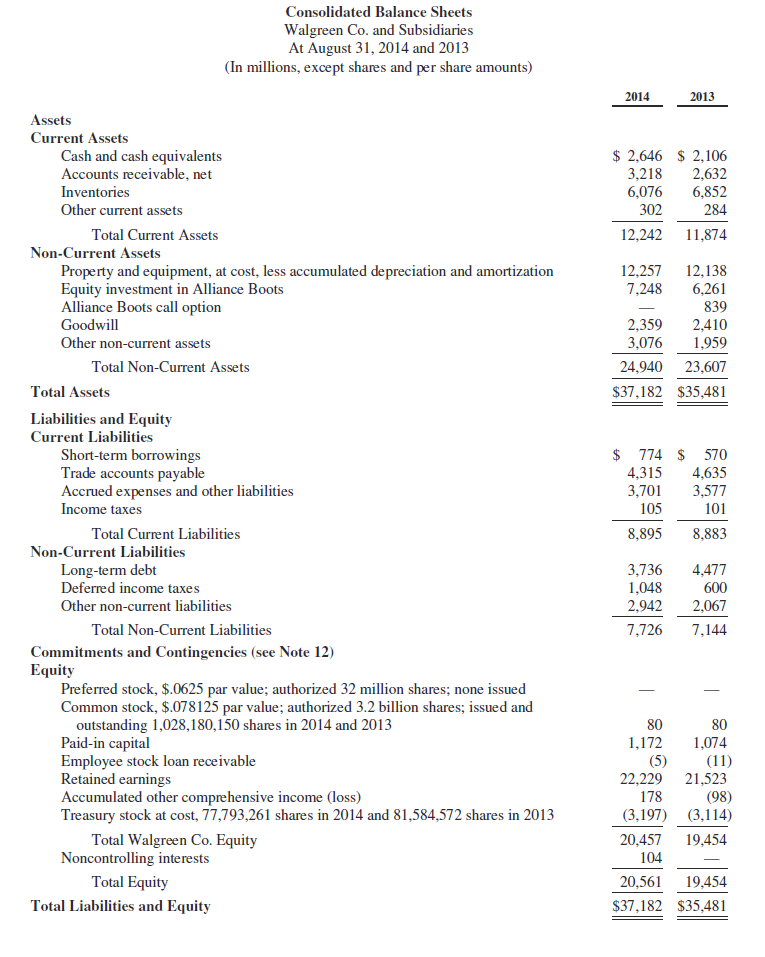 Consolidated Balance Sheets
Walgreen Co. and Subsidiaries
At August 31, 2014 and 2013
(In millions, except shares and per share amounts)
2014 2013
Assets
Current Assets
Cash and cash equivalents $ 2,646 $ 2,106
Accounts receivable, net 3,218 2,632
Inventories 6,076 6,852
Other current assets 302 284
Total Current Assets 12,242 11,874
Non-Current Assets
Property and equipment, at cost, less accumulated depreciation and amortization 12,257 12,138
Equity investment in Alliance Boots 7,248 6,261
Alliance Boots call option — 839
Goodwill 2,359 2,410
Other non-current assets 3,076 1,959
Total Non-Current Assets 24,940 23,607
Total Assets $37,182 $35,481
Liabilities and Equity
Current Liabilities
Short-term borrowings $ 774 $ 570
Trade accounts payable 4,315 4,635
Accrued expenses and other liabilities 3,701 3,577
Income taxes 105 101
Total Current Liabilities 8,895 8,883
Non-Current Liabilities
Long-term debt 3,736 4,477
Deferred income taxes 1,048 600
Other non-current liabilities 2,942 2,067
Total Non-Current Liabilities 7,726 7,144
Commitments and Contingencies (see Note 12)
Equity
Preferred stock, $.0625 par value; authorized 32 million shares; none issued — —
Common stock, $.078125 par value; authorized 3.2 billion shares; issued and
outstanding 1,028,180,150 shares in 2014 and 2013 80 80
Paid-in capital 1,172 1,074
Employee stock loan receivable (5) (11)
Retained earnings 22,229 21,523
Accumulated other comprehensive income (loss) 178 (98)
Treasury stock at cost, 77,793,261 shares in 2014 and 81,584,572 shares in 2013 (3,197) (3,114)
Total Walgreen Co. Equity 20,457 19,454
Noncontrolling interests 104 —
Total Equity 20,561 19,454
Total Liabilities and Equity $37,182 $35,481